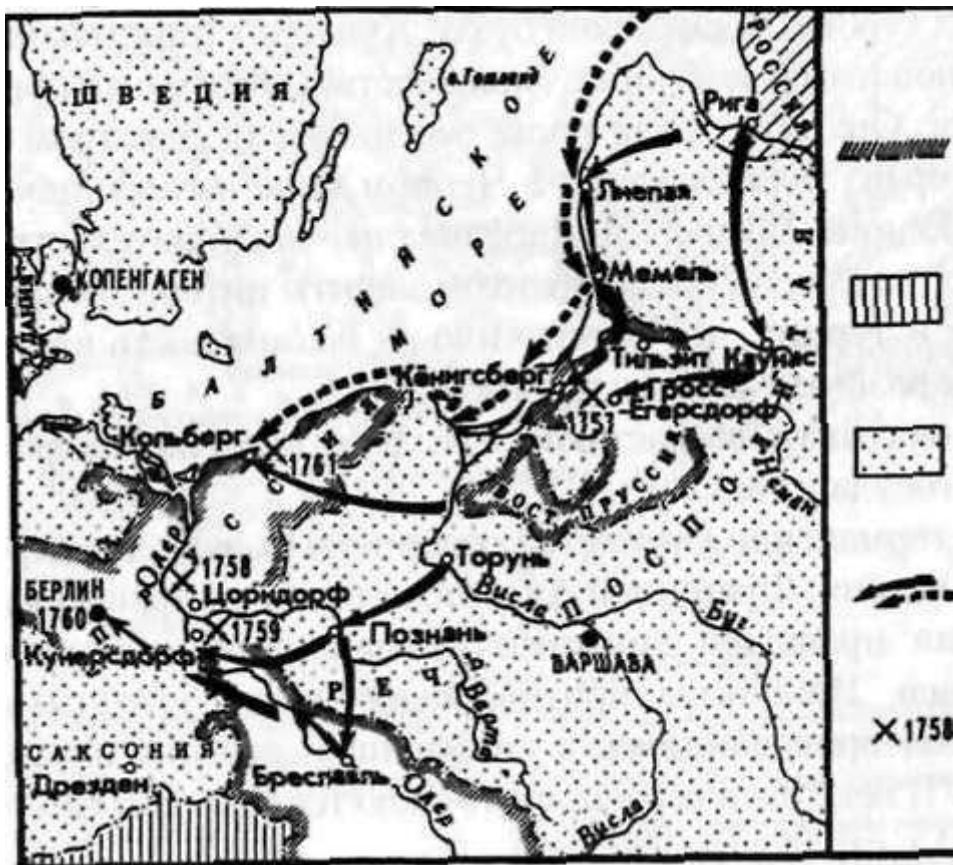 РОССИЯ
ШВЕЦИЯ
о. Готланд
Рига
БАЛТИЙСКОЕ МОРЕ
Лиепая
Мемель
КОПЕНГАГЕН
ДАНИЯ
Тильзит
Каунас
Кёнигсберг
Гросс-
Егерсдорф
1757
Кольберг
1761
ВОСТ. ПРУССИЯ
Неман
Одер
1758
Цорндорф
Торунь
Висла
Буг
БЕРЛИН
1760
1759
Кунерсдорф
Познань
ВАРШАВА
РЕЧЬ ПОСПОЛИТАЯ
Варта
САКСОНИЯ
Дрезден
Бреславль
Одер
Висла
1758